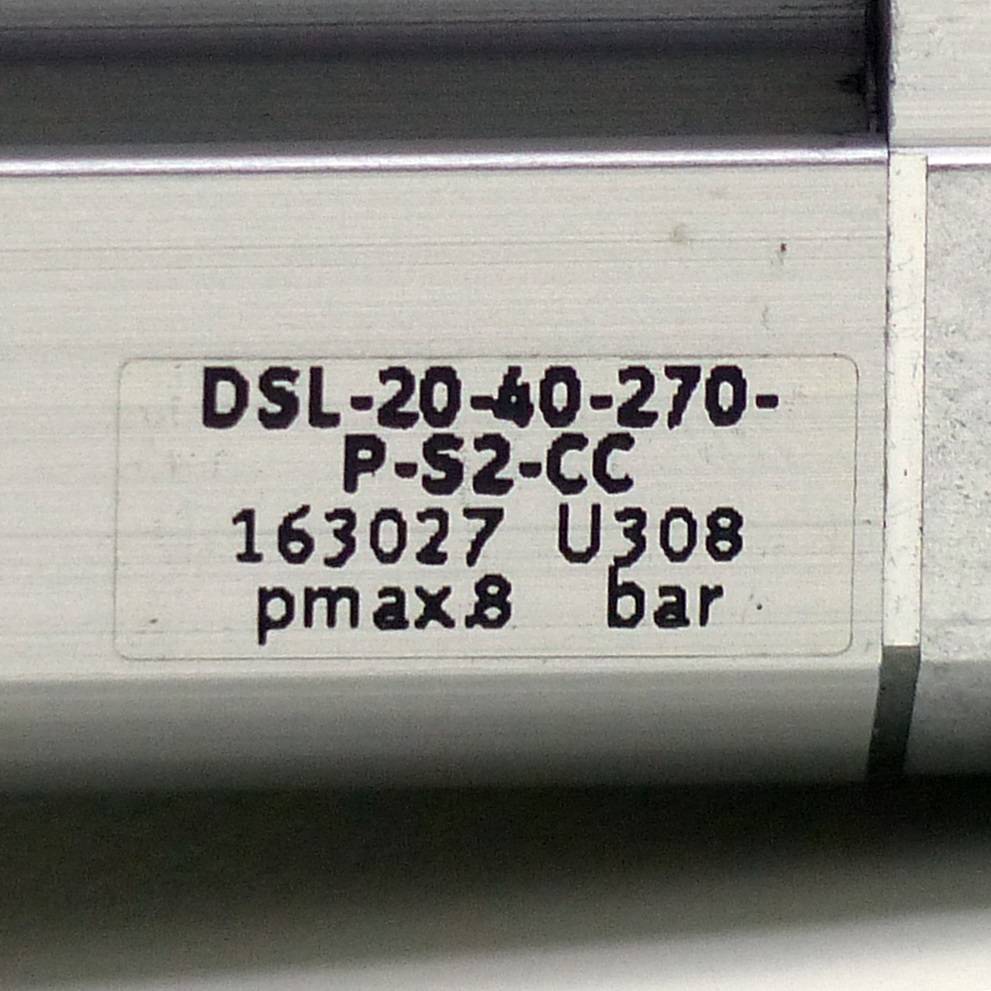 DSL-20-40-270-
P-S2-CC
163027 U308
pmax.8 bar